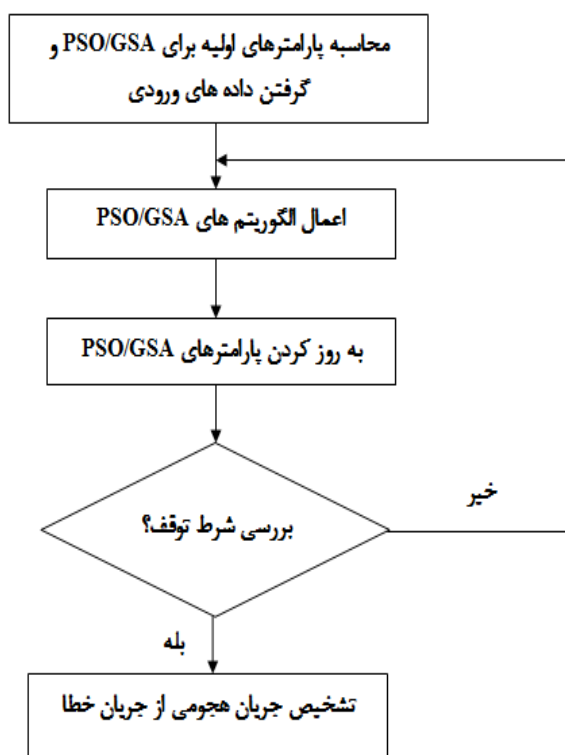 محاسبه پارامترهای اولیه برای PSO/GSA و
گرفتن داده های ورودی
اعمال الگوریتم های PSO/GSA
به روز کردن پارامترهای PSO/GSA
بررسی شرط توقف؟
خیر
بله
تشخیص جریان هجومی از جریان خطا